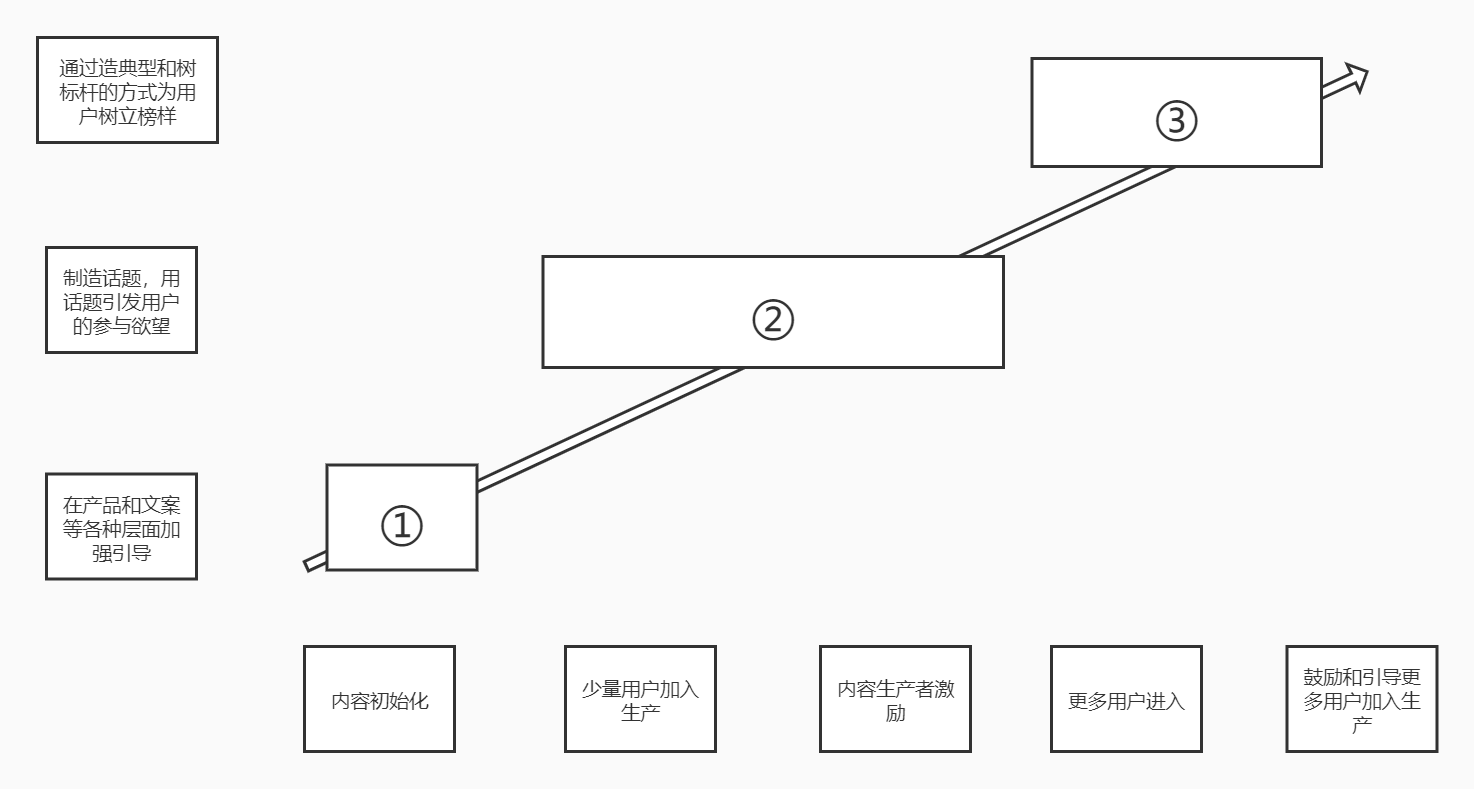 通过造典型和树
标杆的方式为用
户树立榜样
③
制造话题，用
话题引发用户
的参与欲望
②
在产品和文案
等各种层面加
强引导
①
内容初始化
少量用户加入
生产
内容生产者激
励
更多用户进入
鼓励和引导更
多用户加入生
产